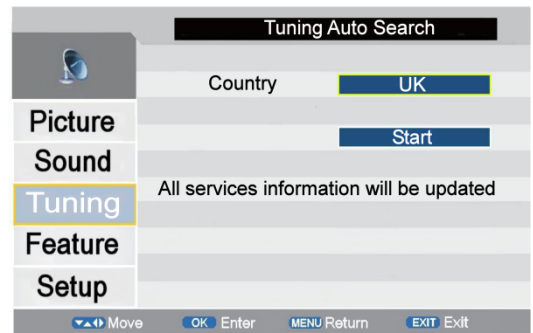 Tuning Auto Search
Country UK
Start
All services information will be updated
Picture
Sound
Tuning
Feature
Setup
Move OK Enter MENU Return EXIT Exit